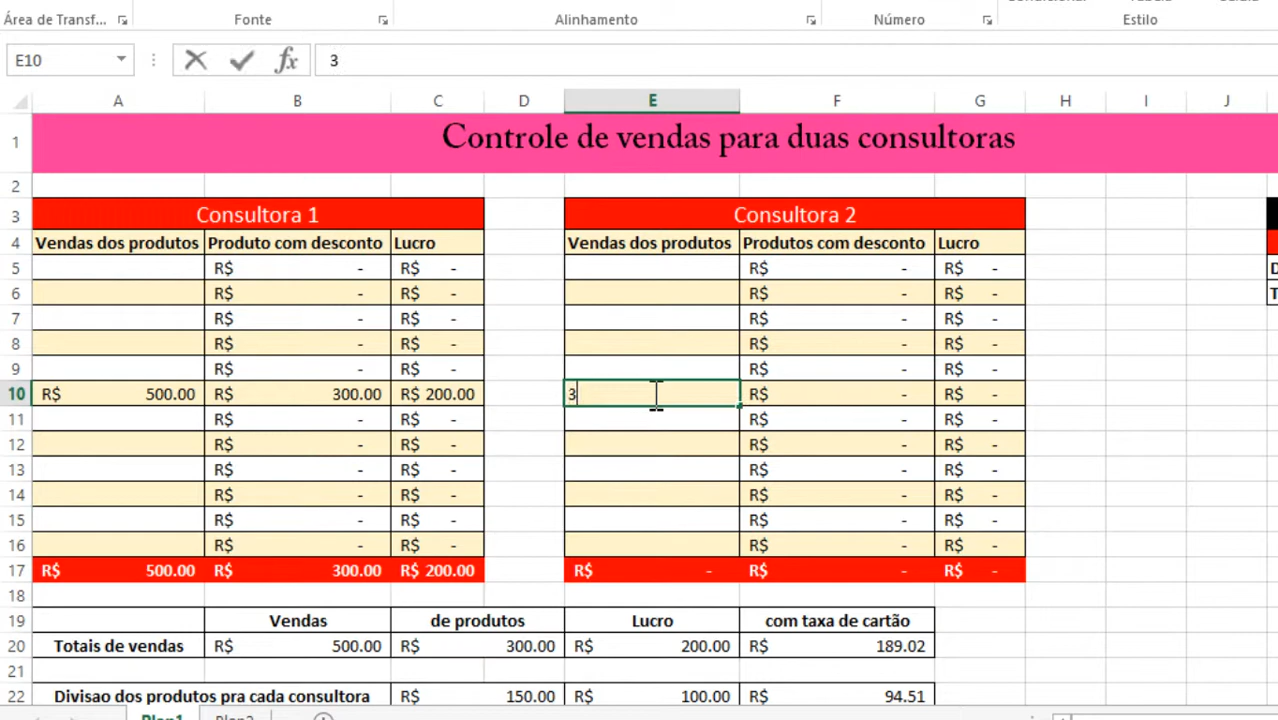 Área de Transf... Fonte Alinhamento Número Estilo
E10 fx 3
A B C D E F G H I J
1 Controle de vendas para duas consultoras
2
3 Consultora 1 Consultora 2
4 Vendas dos produtos Produto com desconto Lucro Vendas dos produtos Produtos com desconto Lucro
5 R$ - R$ - R$ - R$ - D
6 R$ - R$ - R$ - R$ - T
7 R$ - R$ - R$ - R$ -
8 R$ - R$ - R$ - R$ -
9 R$ - R$ - R$ - R$ -
10 R$ 500.00 R$ 300.00 R$ 200.00 3 R$ - R$ -
11 R$ - R$ - R$ - R$ -
12 R$ - R$ - R$ - R$ -
13 R$ - R$ - R$ - R$ -
14 R$ - R$ - R$ - R$ -
15 R$ - R$ - R$ - R$ -
16 R$ - R$ - R$ - R$ -
17 R$ 500.00 R$ 300.00 R$ 200.00 R$ - R$ - R$ -
18
19 Vendas de produtos Lucro com taxa de cartão
20 Totais de vendas R$ 500.00 R$ 300.00 R$ 200.00 R$ 189.02
21
22 Divisao dos produtos pra cada consultora R$ 150.00 R$ 100.00 R$ 94.51
Plan1 Plan2